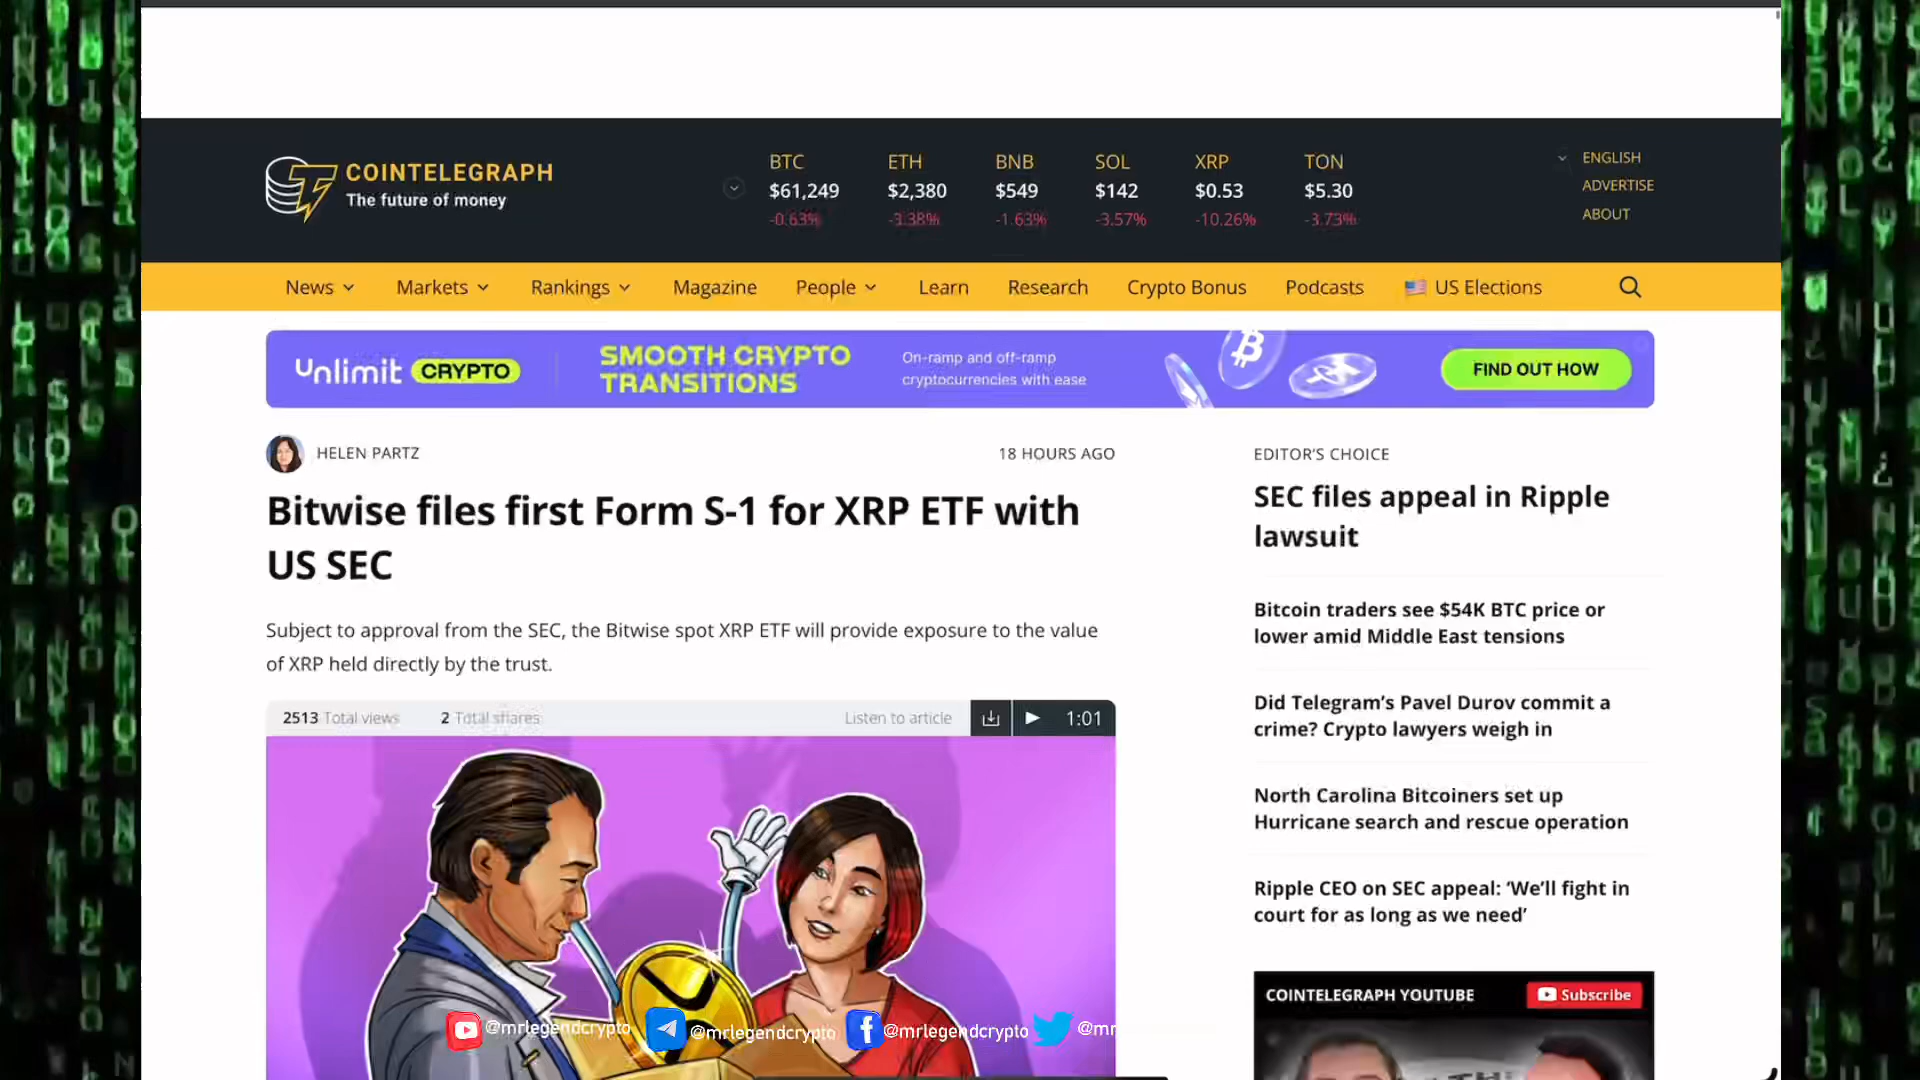 COINTELEGRAPH
The future of money
BTC
$61,249
-0.63%
ETH
$2,380
-3.38%
BNB
$549
-1.63%
SOL
$142
-3.57%
XRP
$0.53
-10.26%
TON
$5.30
-3.73%
ENGLISH
ADVERTISE
ABOUT
News Markets Rankings Magazine People Learn Research Crypto Bonus Podcasts US Elections
Unlimit CRYPTO
SMOOTH CRYPTO
TRANSITIONS
On-ramp and off-ramp
cryptocurrencies with ease
FIND OUT HOW
HELEN PARTZ
18 HOURS AGO
Bitwise files first Form S-1 for XRP ETF with
US SEC
Subject to approval from the SEC, the Bitwise spot XRP ETF will provide exposure to the value
of XRP held directly by the trust.
2513 Total views 2 Total shares
Listen to article 1:01
EDITOR'S CHOICE
SEC files appeal in Ripple
lawsuit
Bitcoin traders see $54K BTC price or
lower amid Middle East tensions
Did Telegram's Pavel Durov commit a
crime? Crypto lawyers weigh in
North Carolina Bitcoiners set up
Hurricane search and rescue operation
Ripple CEO on SEC appeal: ‘We'll fight in
court for as long as we need’
COINTELEGRAPH YOUTUBE
Subscribe
@mrlegendcrypto @mrlegendcrypto @mrlegendcrypto @mr